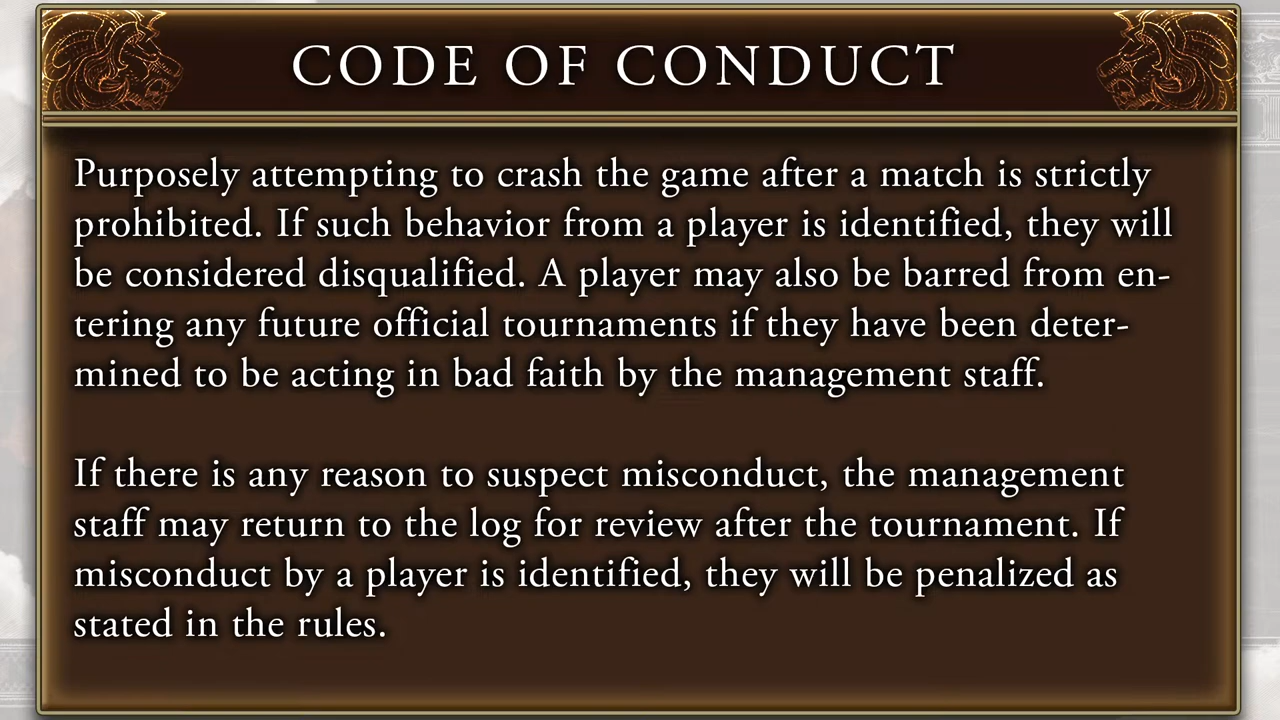 CODE OF CONDUCT
Purposely attempting to crash the game after a match is strictly
prohibited. If such behavior from a player is identified, they will
be considered disqualified. A player may also be barred from en-
tering any future official tournaments if they have been deter-
mined to be acting in bad faith by the management staff.
If there is any reason to suspect misconduct, the management
staff may return to the log for review after the tournament. If
misconduct by a player is identified, they will be penalized as
stated in the rules.